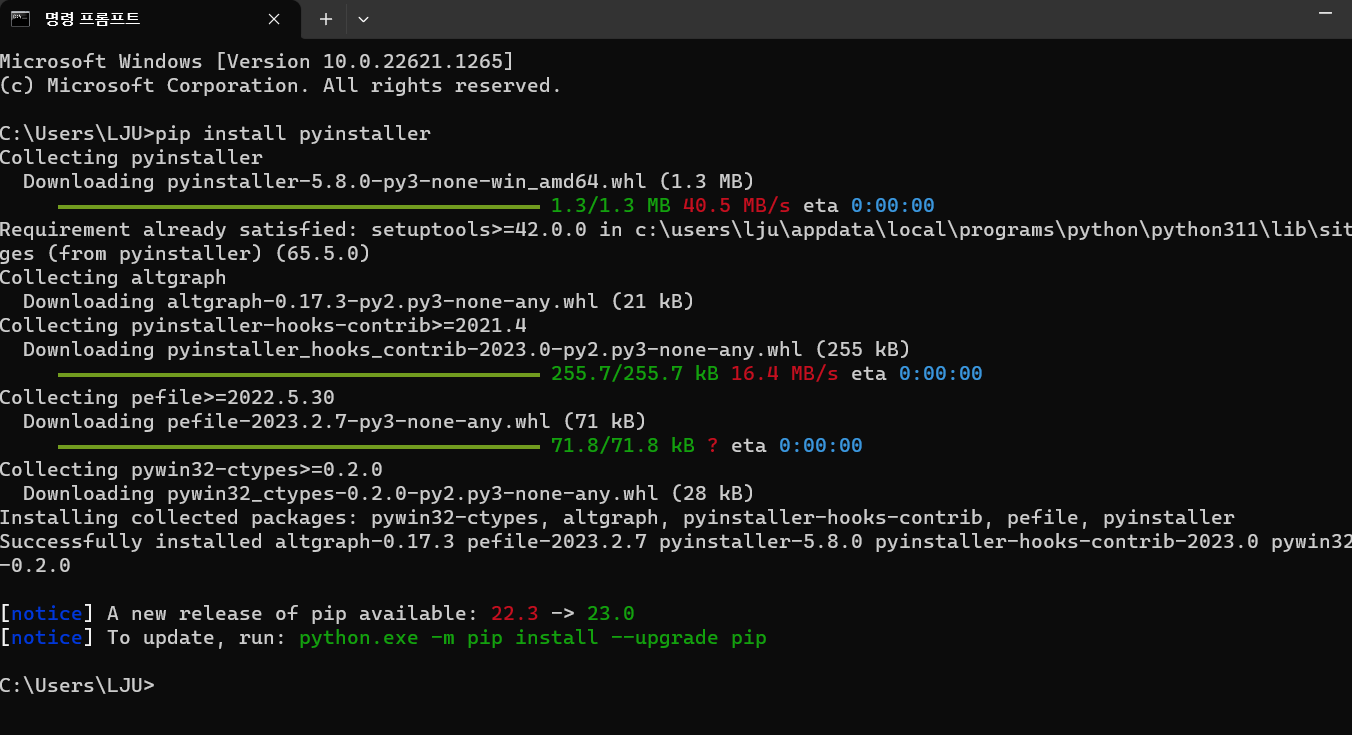 명령 프롬프트
Microsoft Windows [Version 10.0.22621.1265]
(c) Microsoft Corporation. All rights reserved.
C:\Users\LJU>pip install pyinstaller
Collecting pyinstaller
  Downloading pyinstaller-5.8.0-py3-none-win_amd64.whl (1.3 MB)
1.3/1.3 MB 40.5 MB/s eta 0:00:00
Requirement already satisfied: setuptools>=42.0.0 in c:\users\lju\appdata\local\programs\python\python311\lib\sit
ges (from pyinstaller) (65.5.0)
Collecting altgraph
  Downloading altgraph-0.17.3-py2.py3-none-any.whl (21 kB)
Collecting pyinstaller-hooks-contrib>=2021.4
  Downloading pyinstaller_hooks_contrib-2023.0-py2.py3-none-any.whl (255 kB)
255.7/255.7 kB 16.4 MB/s eta 0:00:00
Collecting pefile>=2022.5.30
  Downloading pefile-2023.2.7-py3-none-any.whl (71 kB)
71.8/71.8 kB ? eta 0:00:00
Collecting pywin32-ctypes>=0.2.0
  Downloading pywin32_ctypes-0.2.0-py2.py3-none-any.whl (28 kB)
Installing collected packages: pywin32-ctypes, altgraph, pyinstaller-hooks-contrib, pefile, pyinstaller
Successfully installed altgraph-0.17.3 pefile-2023.2.7 pyinstaller-5.8.0 pyinstaller-hooks-contrib-2023.0 pywin32
-0.2.0
[notice] A new release of pip available: 22.3 -> 23.0
[notice] To update, run: python.exe -m pip install --upgrade pip
C:\Users\LJU>